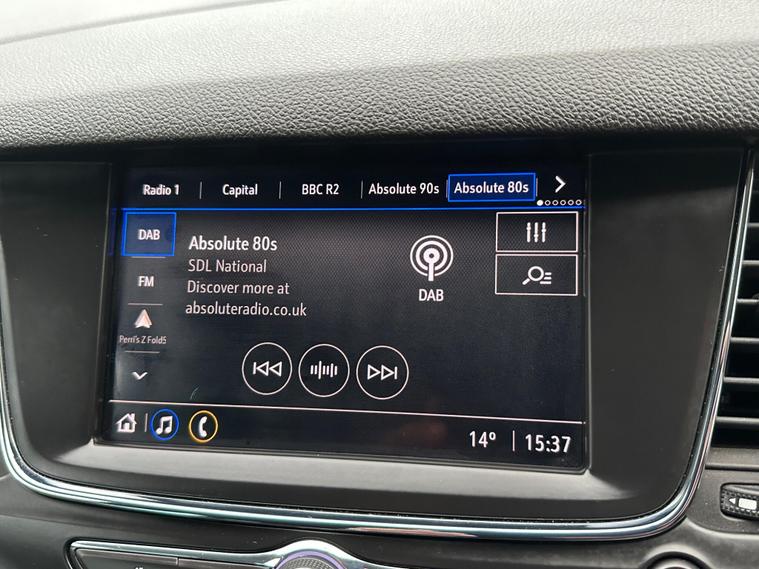 Radio 1
Capital
BBC R2
Absolute 90s
Absolute 80s
DAB
FM
Perri's Z Fold5
Absolute 80s
SDL National
Discover more at
absoluteradio.co.uk
DAB
14°
15:37